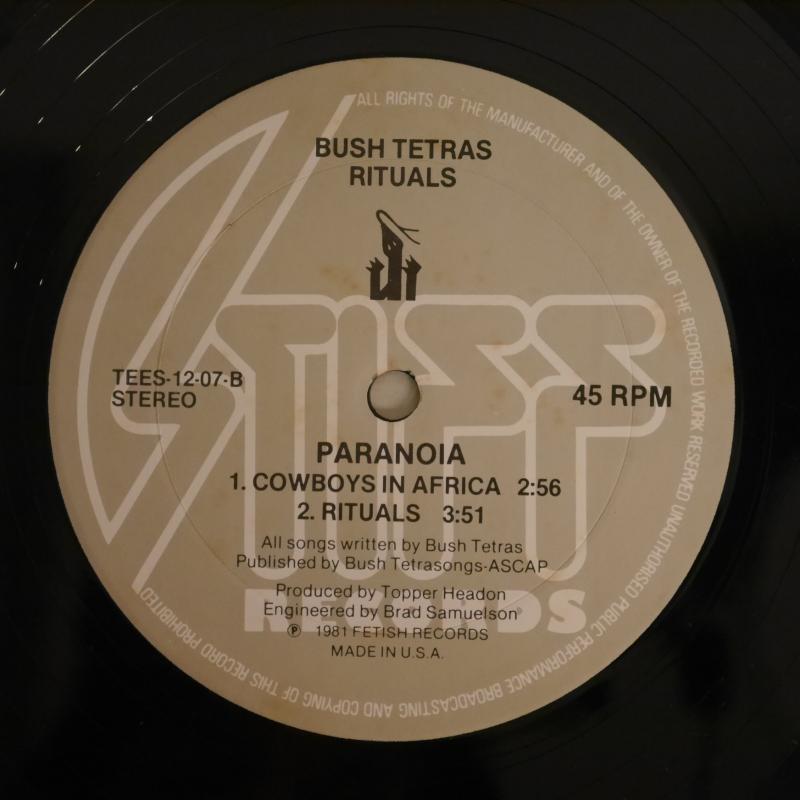 BUSH TETRAS
RITUALS
TEES-12-07-B
STEREO
45 RPM
PARANOIA
1. COWBOYS IN AFRICA 2:56
2. RITUALS 3:51
All songs written by Bush Tetras
Published by Bush Tetrasongs-ASCAP
Produced by Topper Headon
Engineered by Brad Samuelson
℗ 1981 FETISH RECORDS
MADE IN U.S.A.
STIFF
RECORDS
ALL RIGHTS OF THE MANUFACTURER AND OF THE OWNER OF THE RECORDED WORK RESERVED UNAUTHORISED PUBLIC PERFORMANCE BROADCASTING AND COPYING OF THIS RECORD PROHIBITED